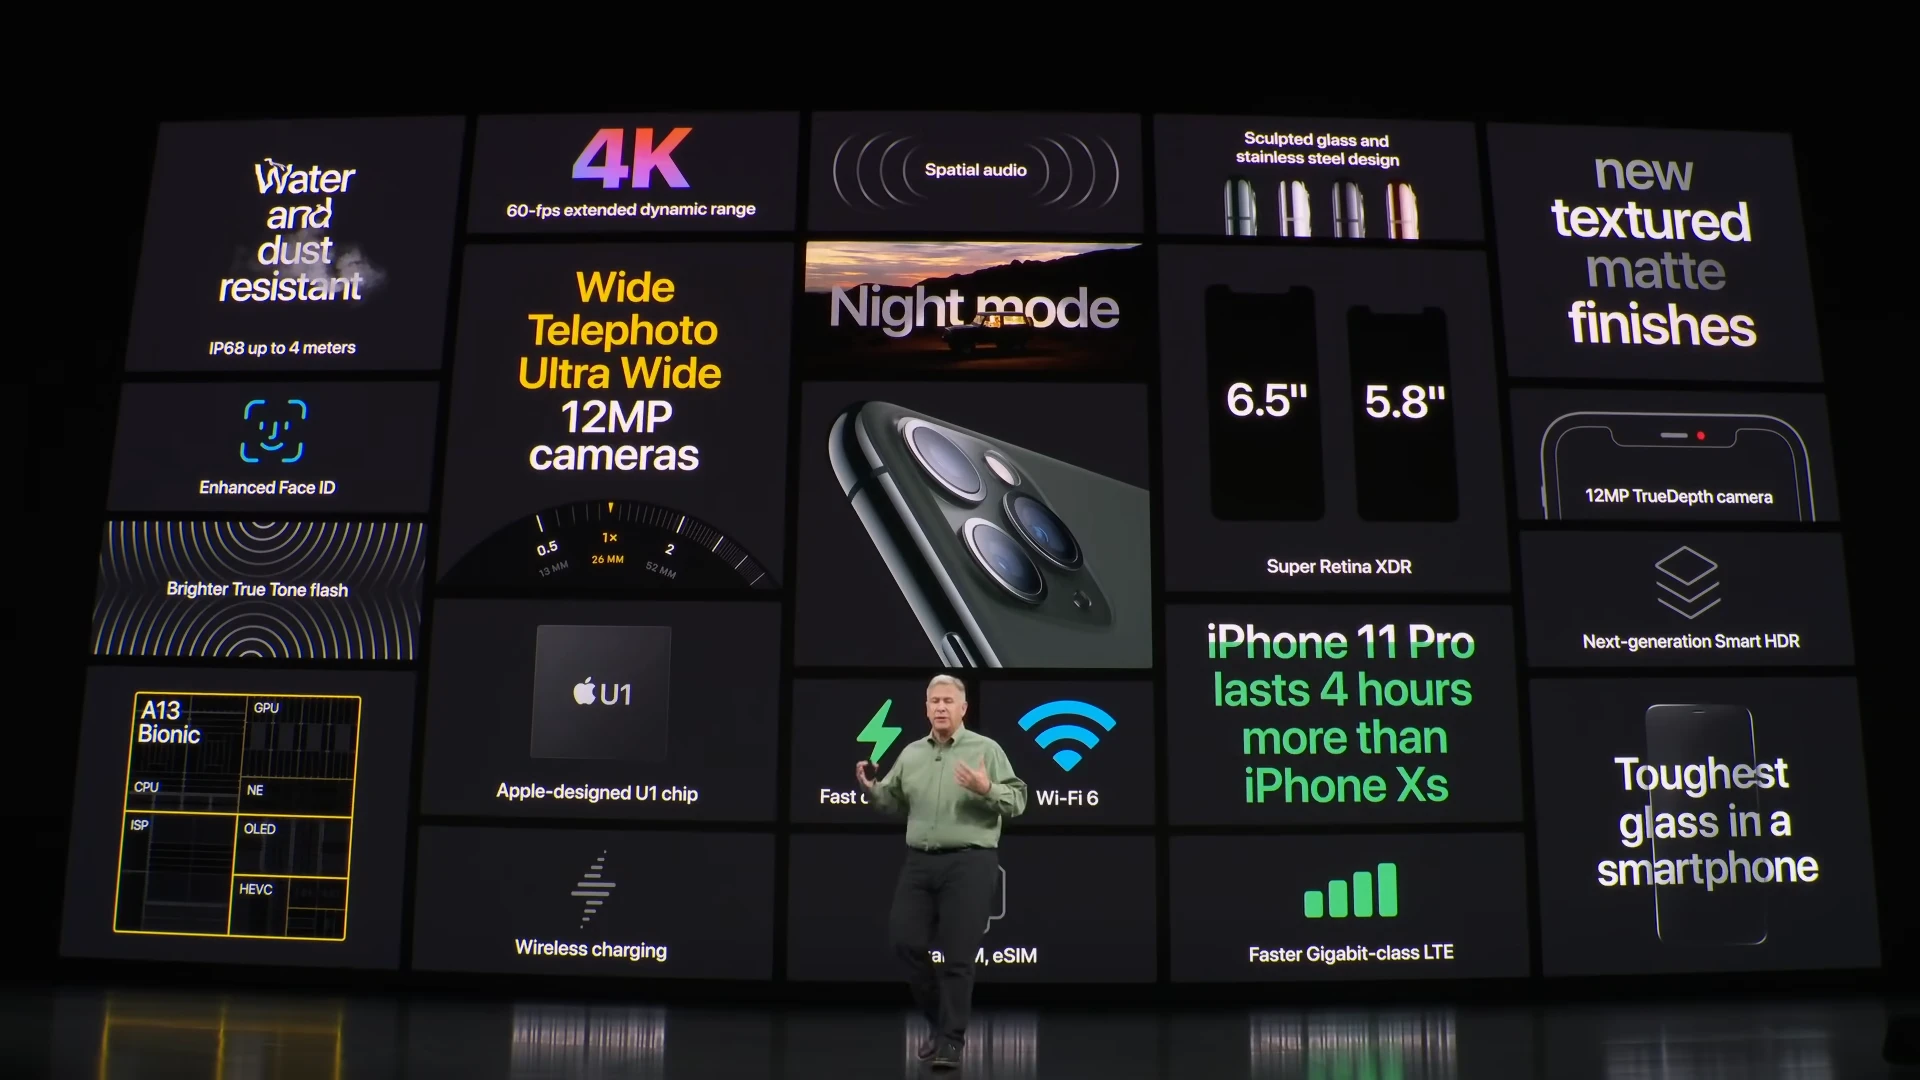 Water
and
dust
resistant
IP68 up to 4 meters
Enhanced Face ID
Brighter True Tone flash
A13
Bionic
GPU
CPU
NE
ISP
OLED
HEVC
4K
60-fps extended dynamic range
Wide
Telephoto
Ultra Wide
12MP
cameras
0.5
13 MM
1×
26 MM
2
52 MM
U1
Apple-designed U1 chip
Wireless charging
Spatial audio
Night mode
Fast
Wi-Fi 6
eSIM
Sculpted glass and
stainless steel design
6.5"
5.8"
Super Retina XDR
iPhone 11 Pro
lasts 4 hours
more than
iPhone Xs
Faster Gigabit-class LTE
new
textured
matte
finishes
12MP TrueDepth camera
Next-generation Smart HDR
Toughest
glass in a
smartphone